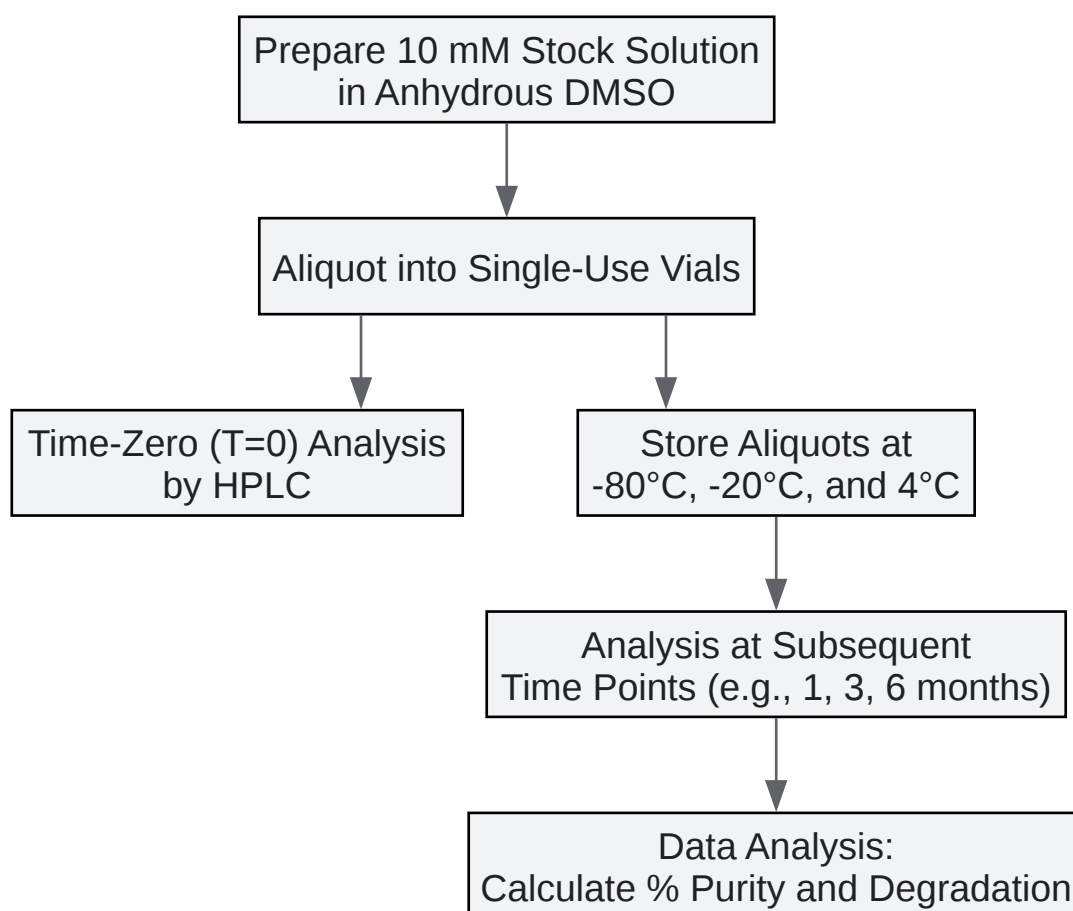 Prepare 10 mM Stock Solution
in Anhydrous DMSO
Aliquot into Single-Use Vials
Time-Zero (T=0) Analysis
by HPLC
Store Aliquots at
-80°C, -20°C, and 4°C
Analysis at Subsequent
Time Points (e.g., 1, 3, 6 months)
Data Analysis:
Calculate % Purity and Degradation